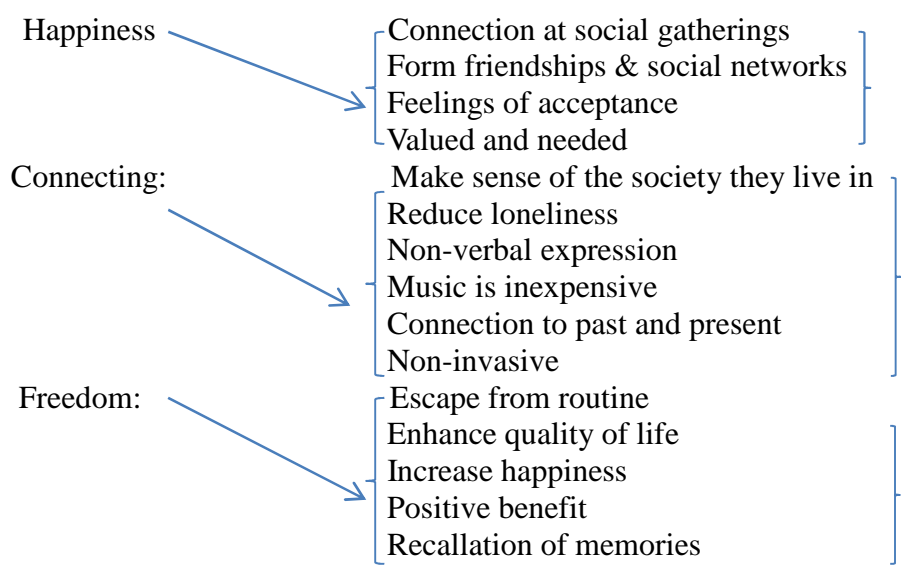 Happiness Connection at social gatherings
Form friendships & social networks
Feelings of acceptance
Valued and needed
Connecting: Make sense of the society they live in
Reduce loneliness
Non-verbal expression
Music is inexpensive
Connection to past and present
Non-invasive
Freedom: Escape from routine
Enhance quality of life
Increase happiness
Positive benefit
Recallation of memories